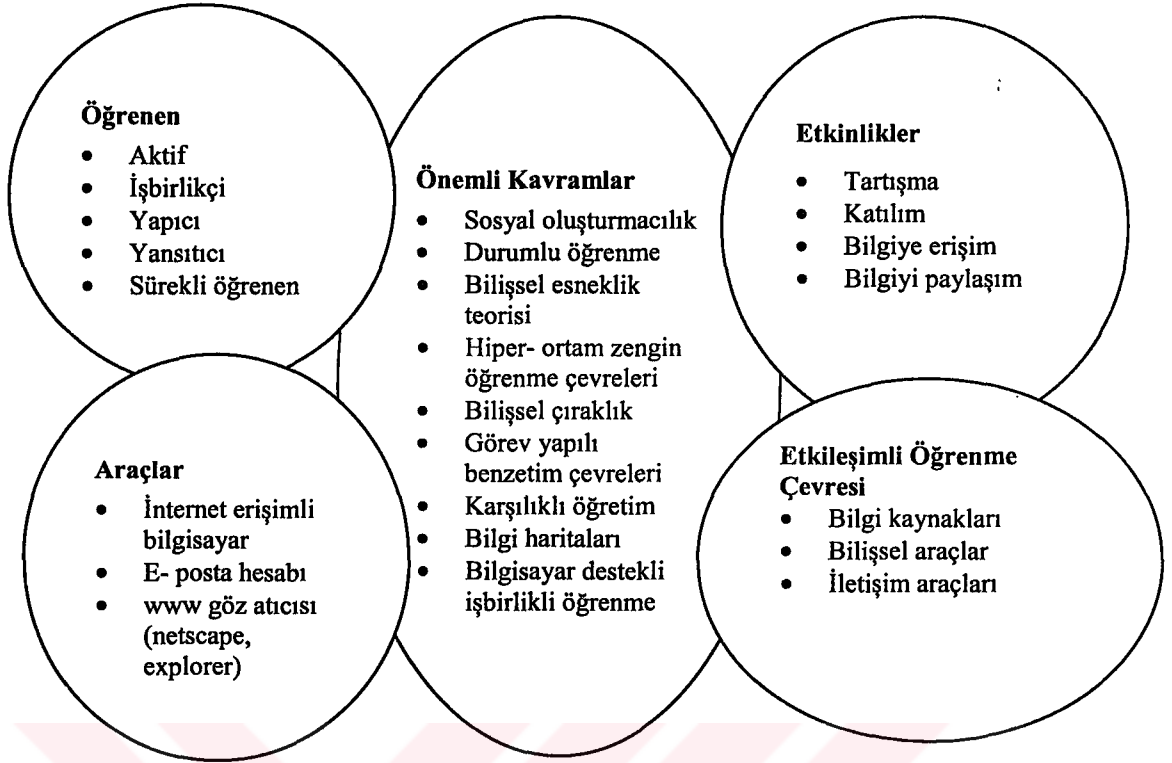 Öğrenen
• Aktif
• İşbirlikçi
• Yapıcı
• Yansıtıcı
• Sürekli öğrenen
Araçlar
• İnternet erişimli
bilgisayar
• E- posta hesabı
• www göz atıcısı
(netscape,
explorer)
Önemli Kavramlar
• Sosyal oluşturmacılık
• Durumlu öğrenme
• Bilişsel esneklik
teorisi
• Hiper- ortam zengin
öğrenme çevreleri
• Bilişsel çıraklık
• Görev yapılı
benzetim çevreleri
• Karşılıklı öğretim
• Bilgi haritaları
• Bilgisayar destekli
işbirlikli öğrenme
Etkinlikler
• Tartışma
• Katılım
• Bilgiye erişim
• Bilgiyi paylaşım
Etkileşimli Öğrenme
Çevresi
• Bilgi kaynakları
• Bilişsel araçlar
• İletişim araçları